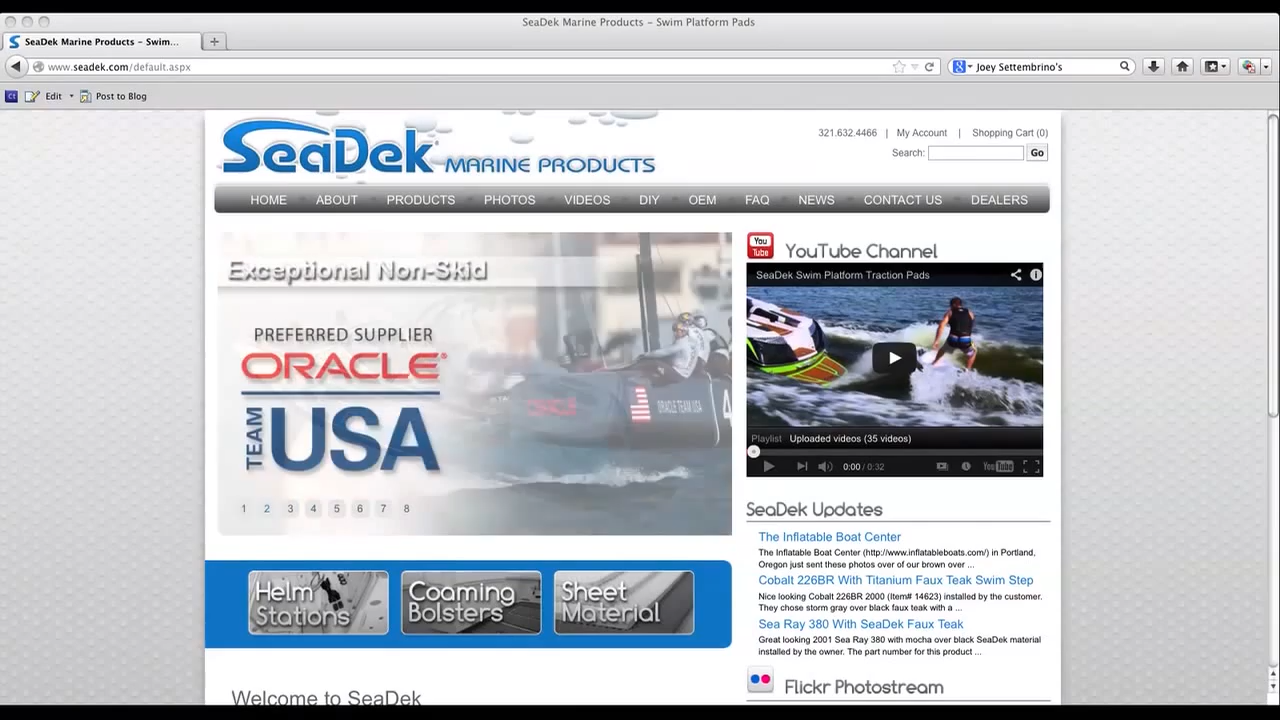 SeaDek Marine Products – Swim Platform Pads
SeaDek Marine Products – Swim...
www.seadek.com/default.aspx
Joey Settembrino's
Edit
Post to Blog
SeaDek MARINE PRODUCTS
321.632.4466 | My Account | Shopping Cart (0)
Search: Go
HOME ABOUT PRODUCTS PHOTOS VIDEOS DIY OEM FAQ NEWS CONTACT US DEALERS
Exceptional Non-Skid
PREFERRED SUPPLIER
ORACLE
TEAM USA
ORACLE TEAM USA
4
1 2 3 4 5 6 7 8
You Tube
YouTube Channel
SeaDek Swim Platform Traction Pads
Playlist Uploaded videos (35 videos)
0:00 / 0:32
YouTube
SeaDek Updates
The Inflatable Boat Center
The Inflatable Boat Center (http://www.inflatableboats.com/) in Portland,
Oregon just sent these photos over of our brown over ...
Cobalt 226BR With Titanium Faux Teak Swim Step
Nice looking Cobalt 226BR 2000 (Item# 14623) installed by the customer.
They chose storm gray over black faux teak with a ...
Sea Ray 380 With SeaDek Faux Teak
Great looking 2001 Sea Ray 380 with mocha over black SeaDek material
installed by the owner. The part number for this product ...
Flickr Photostream
Helm
Stations
Coaming
Bolsters
Sheet
Material
Welcome to SeaDek